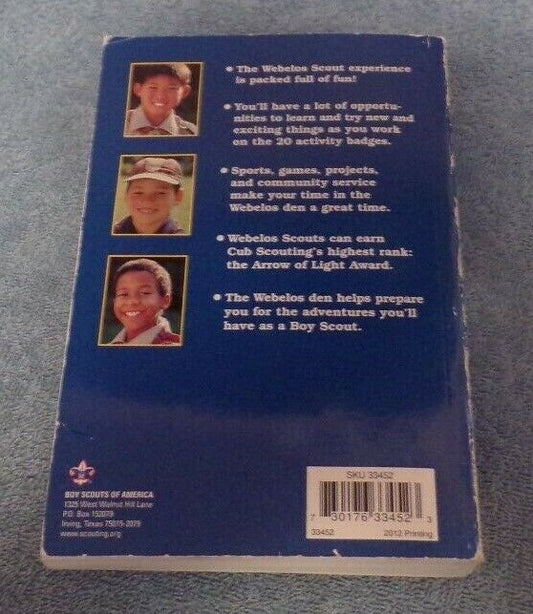 • The Webelos Scout experience
is packed full of fun!
• You'll have a lot of opportu-
nities to learn and try new and
exciting things as you work
on the 20 activity badges.
• Sports, games, projects,
and community service
make your time in the
Webelos den a great time.
• Webelos Scouts can earn
Cub Scouting's highest rank:
the Arrow of Light Award.
• The Webelos den helps prepare
you for the adventures you'll
have as a Boy Scout.
BOY SCOUTS OF AMERICA
1325 West Walnut Hill Lane
P.O. Box 152079
Irving, Texas 75015-2079
www.scouting.org
SKU 33452
7 30176 33452 3
33452 2012 Printing